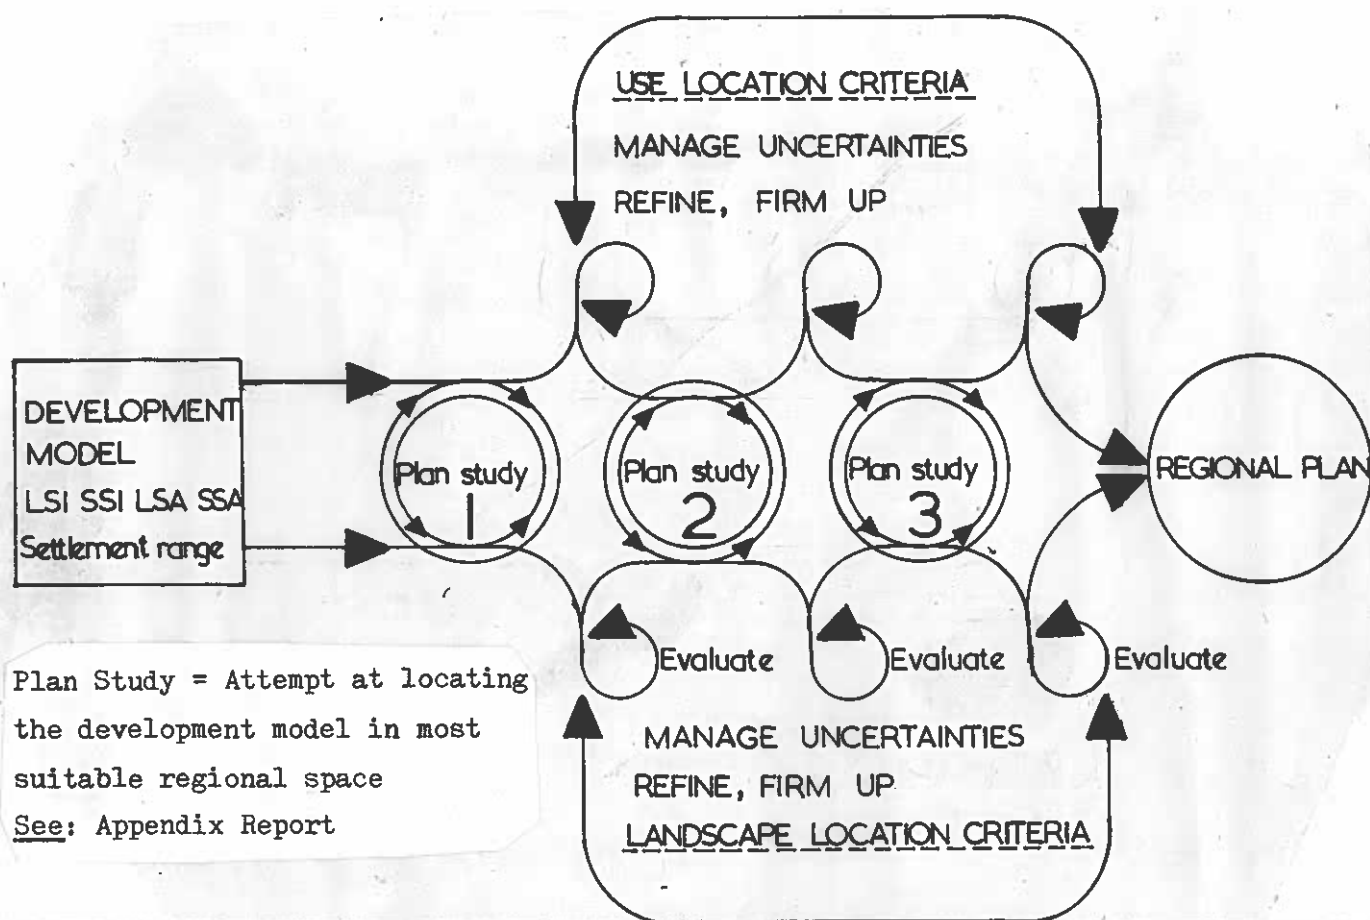 USE LOCATION CRITERIA
MANAGE UNCERTAINTIES
REFINE, FIRM UP
DEVELOPMENT
MODEL
LSI SSI LSA SSA
Settlement range
Plan study
1
Plan study
2
Plan study
3
REGIONAL PLAN
Evaluate
Evaluate
Evaluate
Plan Study = Attempt at locating
the development model in most
suitable regional space
See: Appendix Report
MANAGE UNCERTAINTIES
REFINE, FIRM UP
LANDSCAPE LOCATION CRITERIA